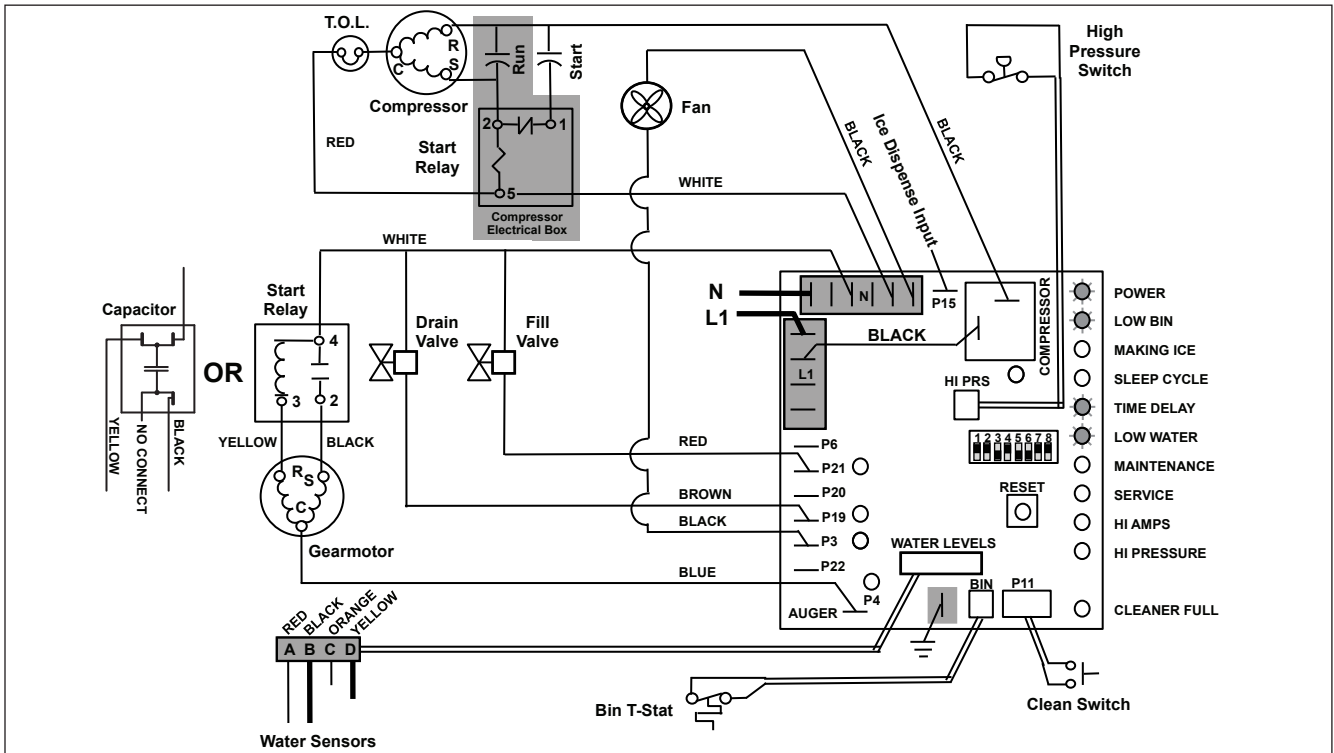 T.O.L.
R
S
C
Compressor
Run
Start
2
1
5
Start
Relay
Compressor
Electrical Box
RED
Fan
BLACK
Ice Dispense Input
BLACK
High
Pressure
Switch
WHITE
WHITE
Capacitor
YELLOW
NO CONNECT
BLACK
OR
Start
Relay
4
3
2
YELLOW
BLACK
R
S
C
Gearmotor
Drain
Valve
Fill
Valve
N
L1
N
P15
BLACK
L1
COMPRESSOR
HI PRS
1 2 3 4 5 6 7 8
RESET
POWER
LOW BIN
MAKING ICE
SLEEP CYCLE
TIME DELAY
LOW WATER
MAINTENANCE
SERVICE
HI AMPS
HI PRESSURE
CLEANER FULL
RED
BROWN
BLACK
BLUE
P6
P21
P20
P19
P3
P22
P4
AUGER
WATER LEVELS
BIN
P11
RED
BLACK
ORANGE
YELLOW
A B C D
Water Sensors
Bin T-Stat
Clean Switch